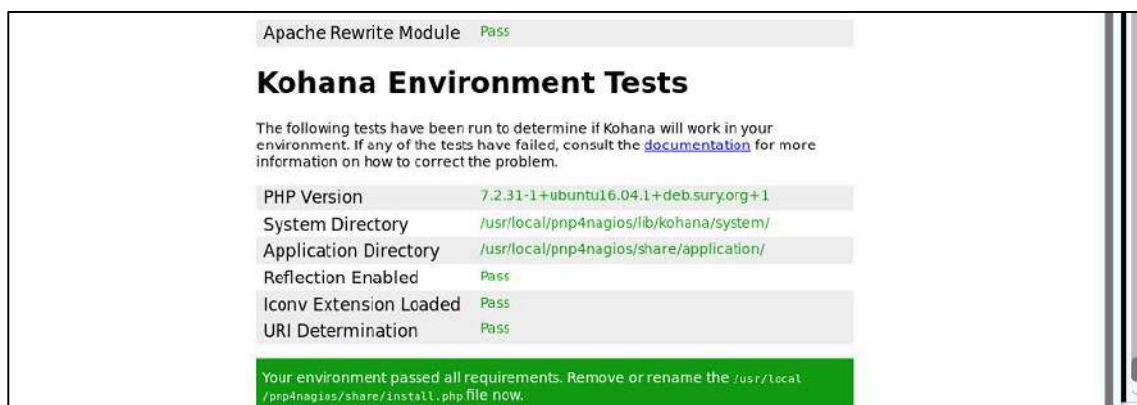 Apache Rewrite Module Pass
Kohana Environment Tests
The following tests have been run to determine if Kohana will work in your
environment. If any of the tests have failed, consult the documentation for more
information on how to correct the problem.
PHP Version 7.2.31-1+ubuntu16.04.1+deb.sury.org+1
System Directory /usr/local/pnp4nagios/lib/kohana/system/
Application Directory /usr/local/pnp4nagios/share/application/
Reflection Enabled Pass
Iconv Extension Loaded Pass
URI Determination Pass
Your environment passed all requirements. Remove or rename the /usr/local
/pnp4nagios/share/install.php file now.